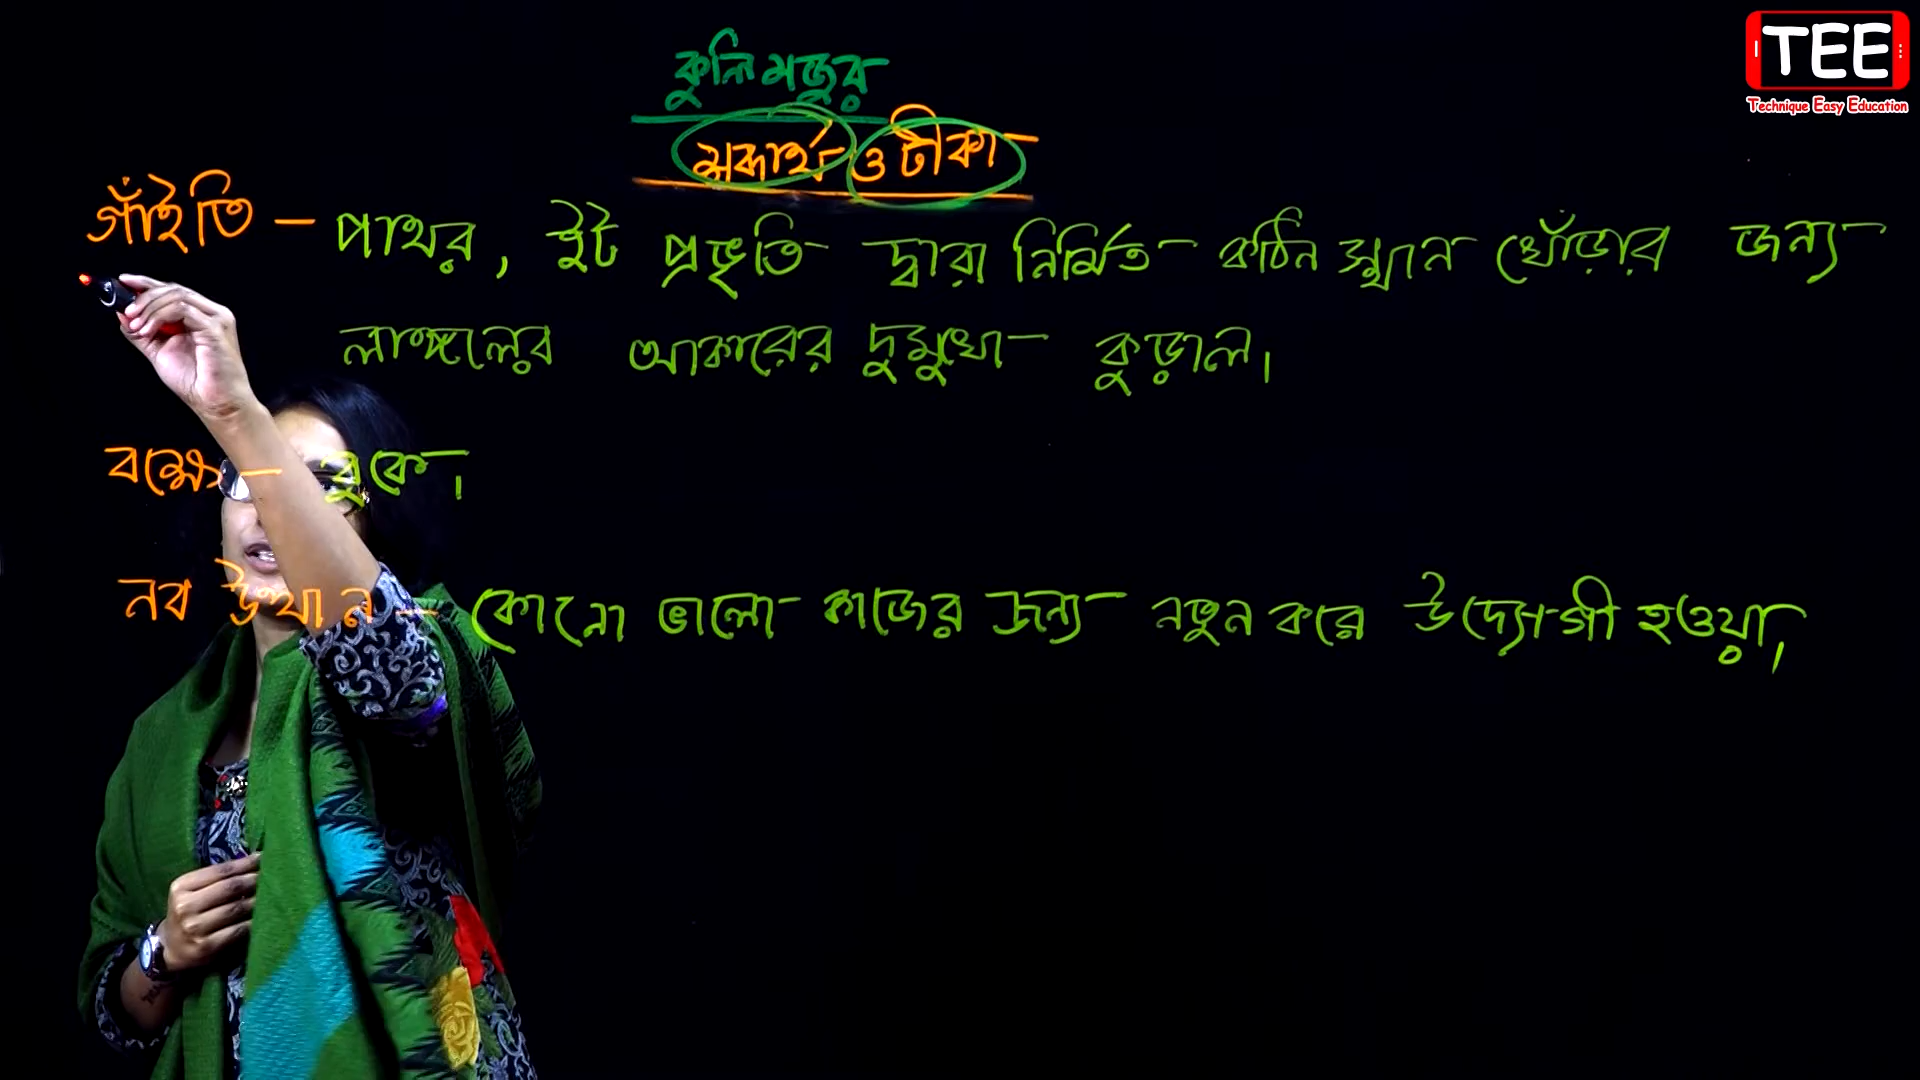 কুলি মজুর
শব্দার্থ ও টীকা
গাঁইতি – পাথর, ইট প্রভৃতি দ্বারা নির্মিত কঠিন স্থান খোঁড়ার জন্য
লাঙ্গলের আকারের দুমুখো কুড়াল।
বক্ষে – বুকে।
নব উত্থান – কোনো ভালো কাজের জন্য নতুন করে উদ্যোগী হওয়া।
TEE
Technique Easy Education